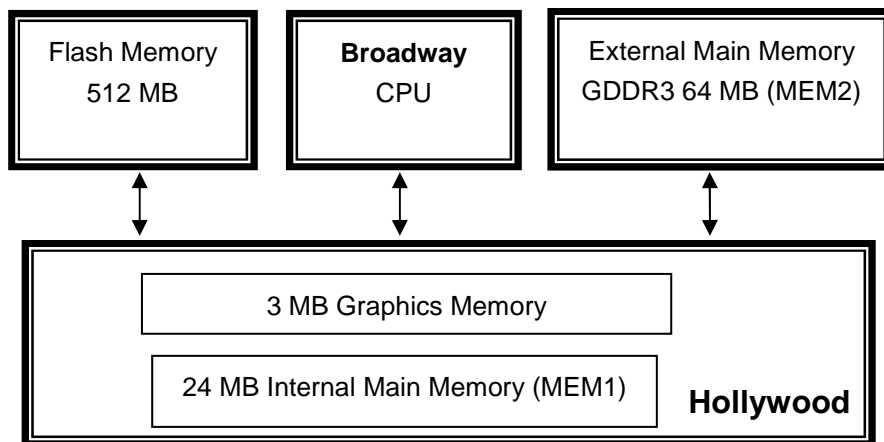 Flash Memory
512 MB
Broadway
CPU
External Main Memory
GDDR3 64 MB (MEM2)
3 MB Graphics Memory
24 MB Internal Main Memory (MEM1)
Hollywood